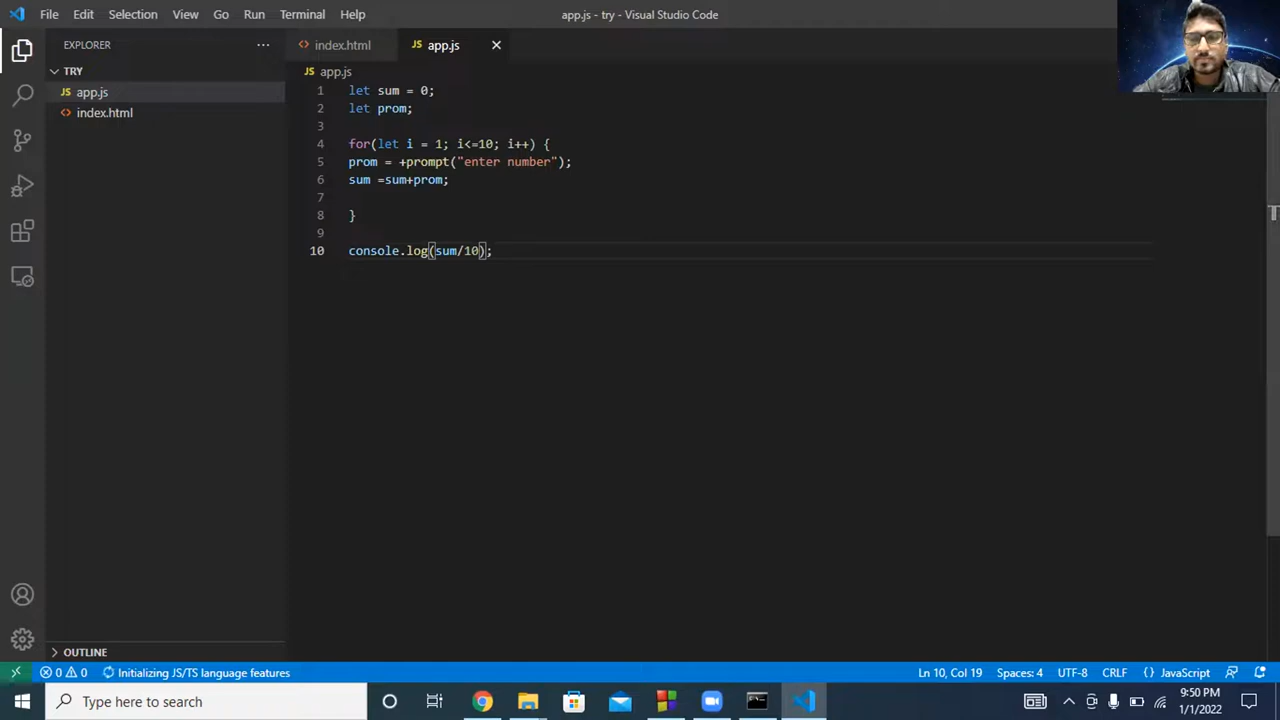 File Edit Selection View Go Run Terminal Help
app.js - try - Visual Studio Code
EXPLORER
TRY
JS app.js
<> index.html
<> index.html
JS app.js
JS app.js
1 let sum = 0;
2 let prom;
3
4 for(let i = 1; i<=10; i++) {
5 prom = +prompt("enter number");
6 sum =sum+prom;
7
8 }
9
10 console.log(sum/10);
OUTLINE
0 0 Initializing JS/TS language features
Ln 10, Col 19 Spaces: 4 UTF-8 CRLF {} JavaScript
Type here to search
9:50 PM
1/1/2022